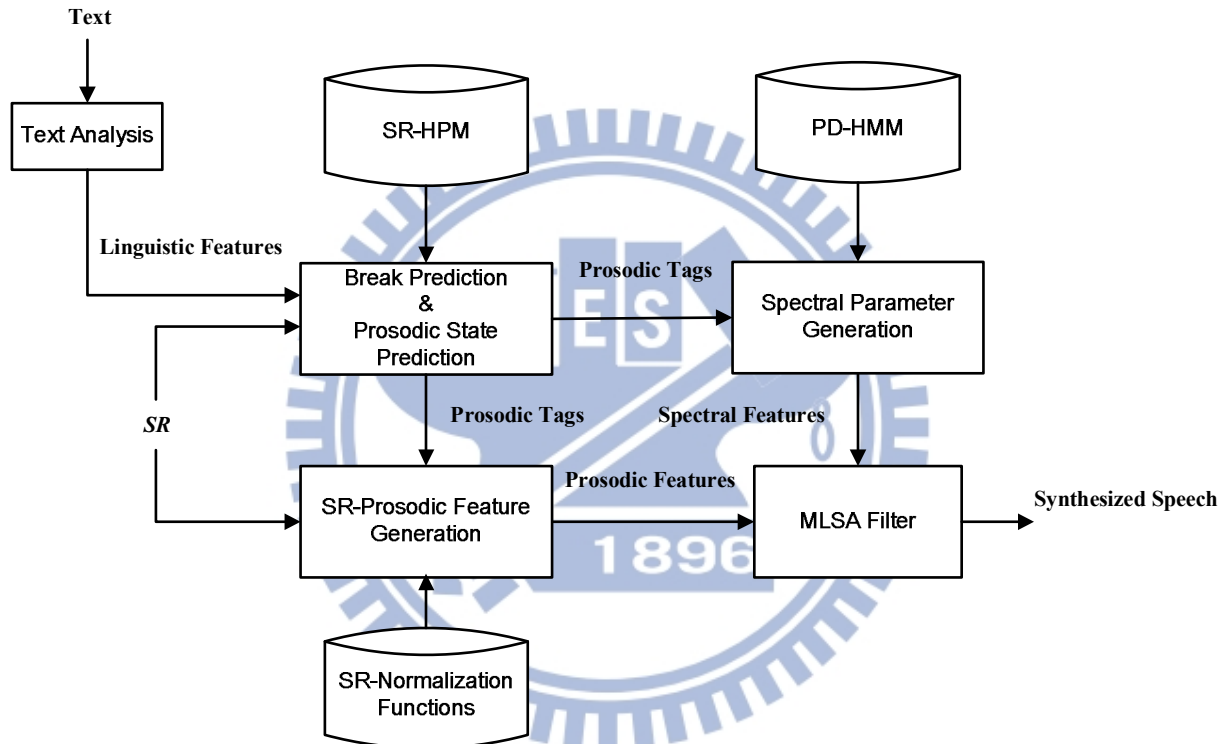 Text
Text Analysis
SR-HPM
PD-HMM
Linguistic Features
Break Prediction
&
Prosodic State
Prediction
Prosodic Tags
Spectral Parameter
Generation
SR
Prosodic Tags
Spectral Features
SR-Prosodic Feature
Generation
Prosodic Features
MLSA Filter
Synthesized Speech
SR-Normalization
Functions
ES
8
1896